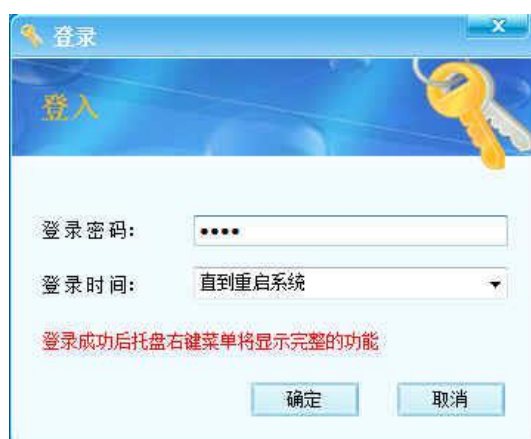 登录
登入
登录密码:
登录时间: 直到重启系统
登录成功后托盘右键菜单将显示完整的功能
确定 取消